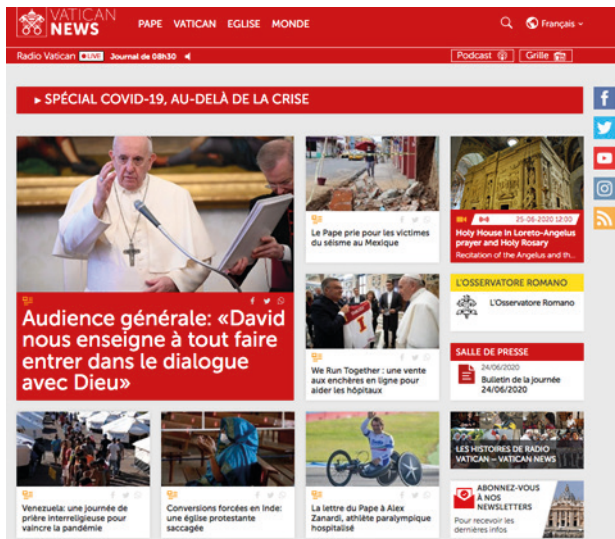 VATICAN
NEWS
PAPE VATICAN EGLISE MONDE
Français
Radio Vatican LIVE Journal de 08h30
Podcast
Grille
SPÉCIAL COVID-19, AU-DELÀ DE LA CRISE
Audience générale: «David
nous enseigne à tout faire
entrer dans le dialogue
avec Dieu»
Le Pape prie pour les victimes
du séisme au Mexique
25-06-2020 12:00
Holy House in Loreto-Angelus
prayer and Holy Rosary
Recitation of the Angelus and th...
We Run Together : une vente
aux enchères en ligne pour
aider les hôpitaux
L'OSSERVATORE ROMANO
L'Osservatore Romano
SALLE DE PRESSE
24/06/2020
Bulletin de la journée
24/06/2020
Venezuela: une journée de
prière interreligieuse pour
vaincre la pandémie
Conversions forcées en Inde:
une église protestante
saccagée
La lettre du Pape à Alex
Zanardi, athlète paralympique
hospitalisé
LES HISTOIRES DE RADIO
VATICAN – VATICAN NEWS
ABONNEZ-VOUS
À NOS
NEWSLETTERS
Pour recevoir les
dernières infos